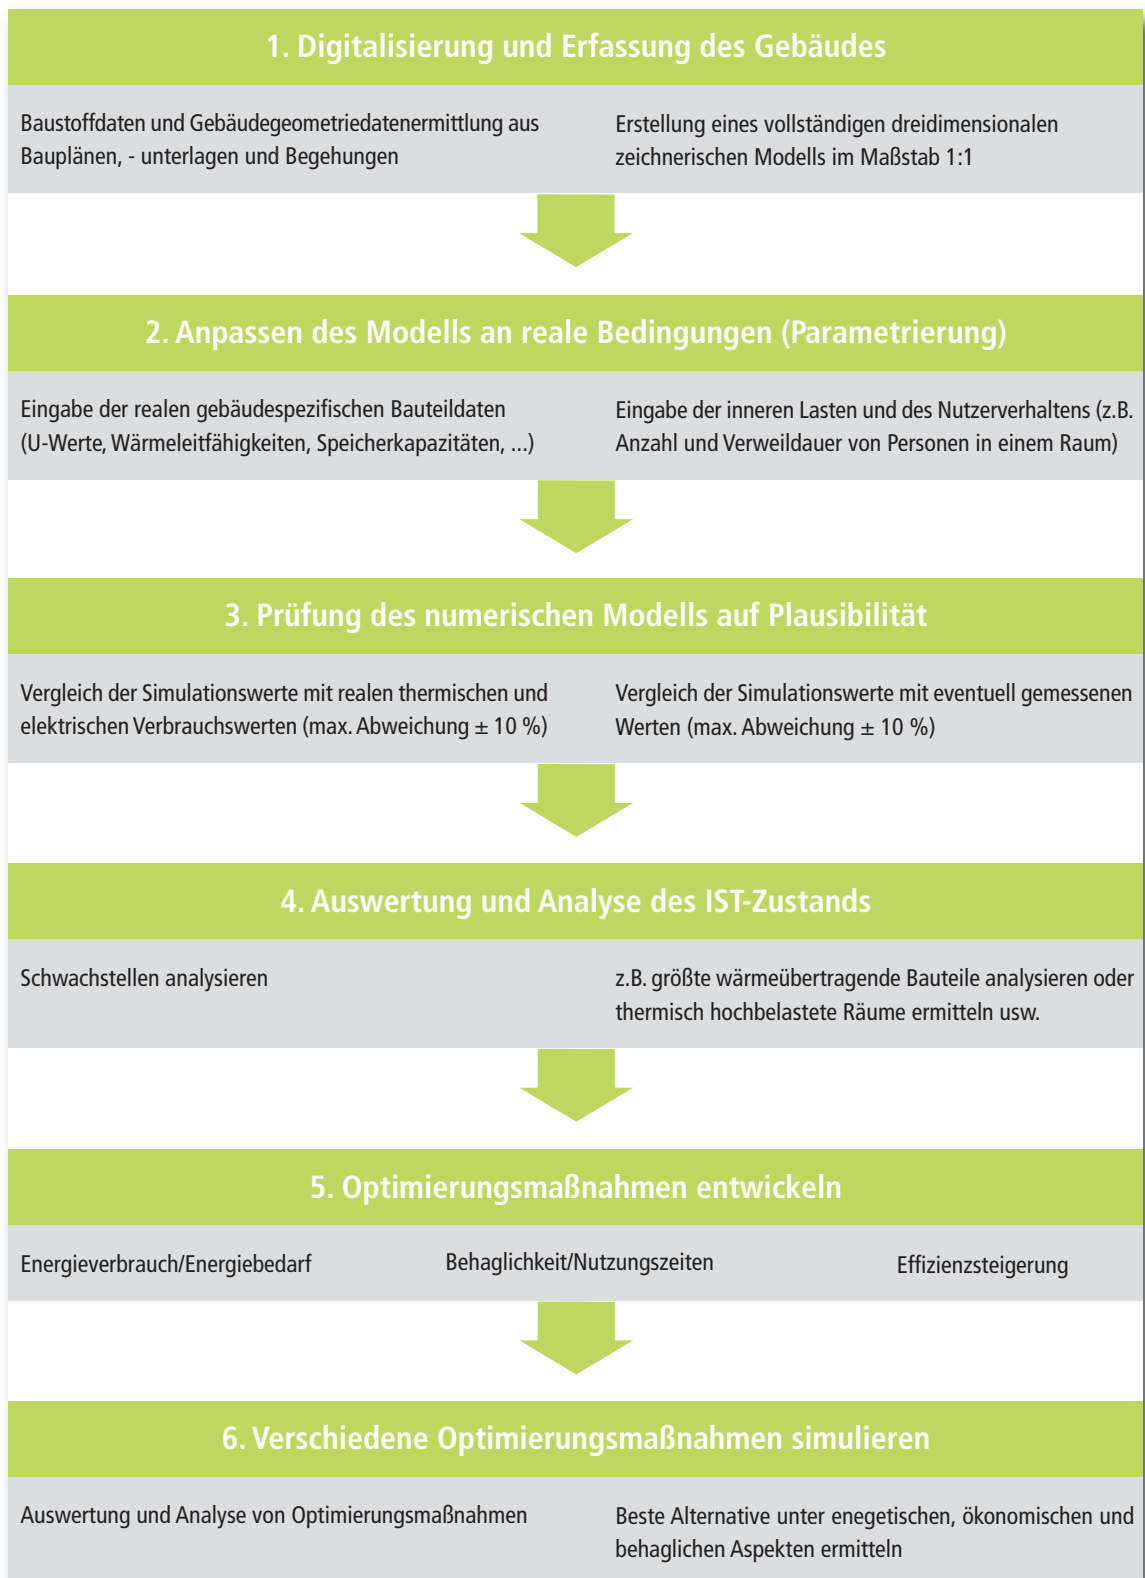 1. Digitalisierung und Erfassung des Gebäudes
Baustoffdaten und Gebäudegeometriedatenermittlung aus
Bauplänen, - unterlagen und Begehungen
Erstellung eines vollständigen dreidimensionalen
zeichnerischen Modells im Maßstab 1:1
2. Anpassen des Modells an reale Bedingungen (Parametrierung)
Eingabe der realen gebäudespezifischen Bauteildaten
(U-Werte, Wärmeleitfähigkeiten, Speicherkapazitäten, ...)
Eingabe der inneren Lasten und des Nutzerverhaltens (z.B.
Anzahl und Verweildauer von Personen in einem Raum)
3. Prüfung des numerischen Modells auf Plausibilität
Vergleich der Simulationswerte mit realen thermischen und
elektrischen Verbrauchswerten (max. Abweichung ± 10 %)
Vergleich der Simulationswerte mit eventuell gemessenen
Werten (max. Abweichung ± 10 %)
4. Auswertung und Analyse des IST-Zustands
Schwachstellen analysieren
z.B. größte wärmeübertragende Bauteile analysieren oder
thermisch hochbelastete Räume ermitteln usw.
5. Optimierungsmaßnahmen entwickeln
Energieverbrauch/Energiebedarf
Behaglichkeit/Nutzungszeiten
Effizienzsteigerung
6. Verschiedene Optimierungsmaßnahmen simulieren
Auswertung und Analyse von Optimierungsmaßnahmen
Beste Alternative unter enegetischen, ökonomischen und
behaglichen Aspekten ermitteln